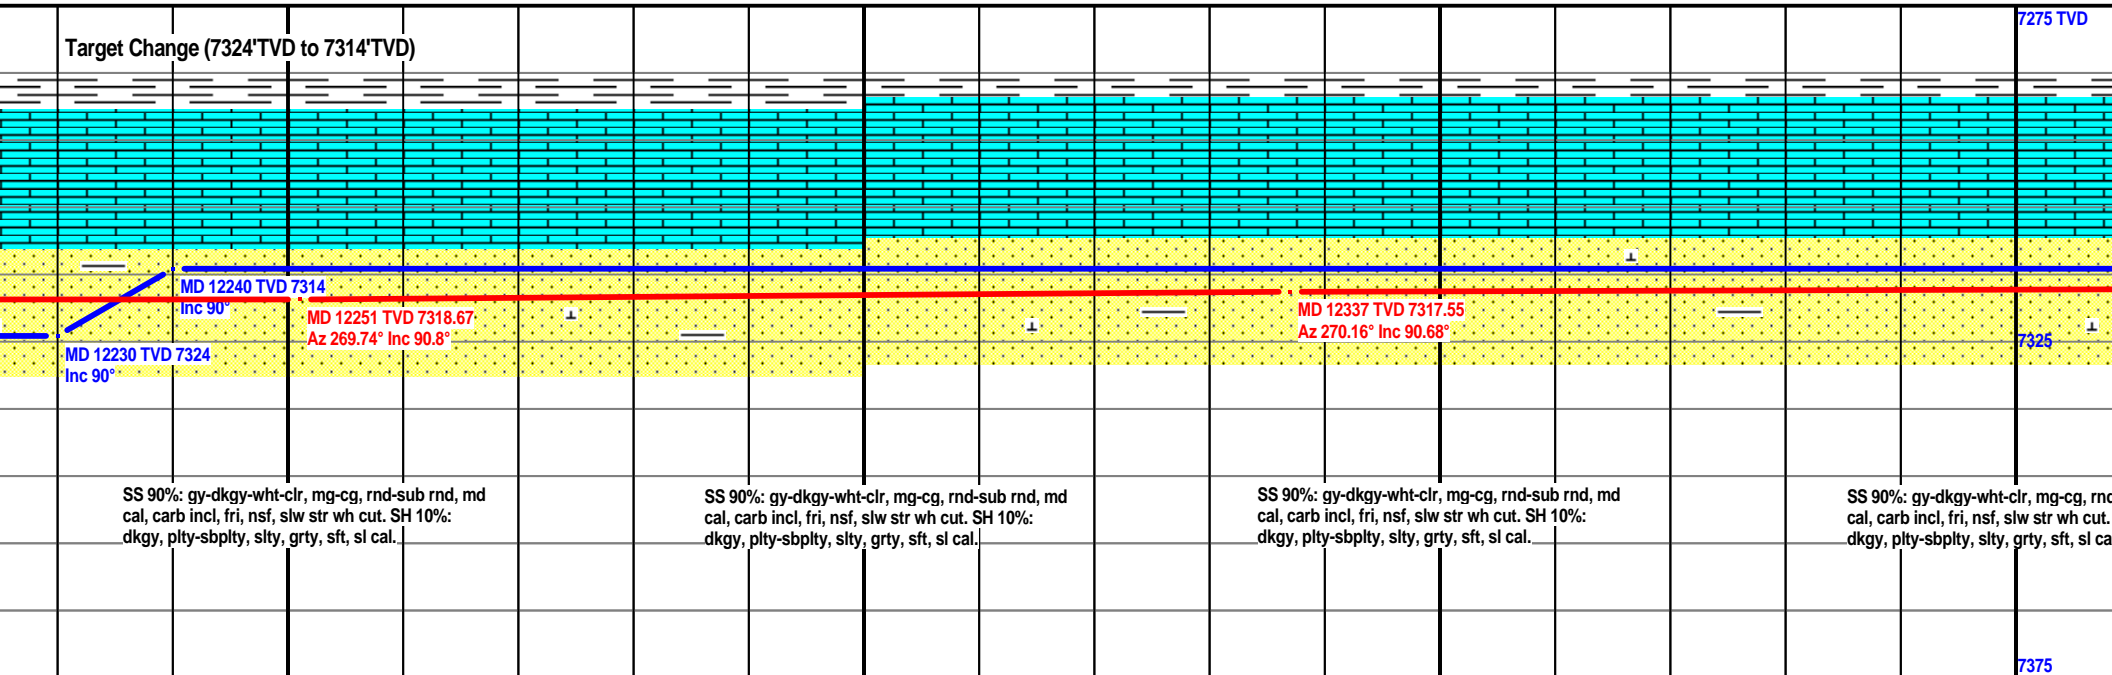 7275 TVD
Target Change (7324'TVD to 7314'TVD)
MD 12240 TVD 7314
Inc 90°
MD 12251 TVD 7318.67
Az 269.74° Inc 90.8°
MD 12337 TVD 7317.55
Az 270.16° Inc 90.68°
7325
MD 12230 TVD 7324
Inc 90°
SS 90%: gy-dkgy-wht-clr, mg-cg, rnd-sub rnd, md
cal, carb incl, fri, nsf, slw str wh cut. SH 10%:
dkgy, plty-sbplty, slty, grty, sft, sl cal.
SS 90%: gy-dkgy-wht-clr, mg-cg, rnd-sub rnd, md
cal, carb incl, fri, nsf, slw str wh cut. SH 10%:
dkgy, plty-sbplty, slty, grty, sft, sl cal.
SS 90%: gy-dkgy-wht-clr, mg-cg, rnd-sub rnd, md
cal, carb incl, fri, nsf, slw str wh cut. SH 10%:
dkgy, plty-sbplty, slty, grty, sft, sl cal.
SS 90%: gy-dkgy-wht-clr, mg-cg, rnd
cal, carb incl, fri, nsf, slw str wh cut.
dkgy, plty-sbplty, slty, grty, sft, sl ca
7375